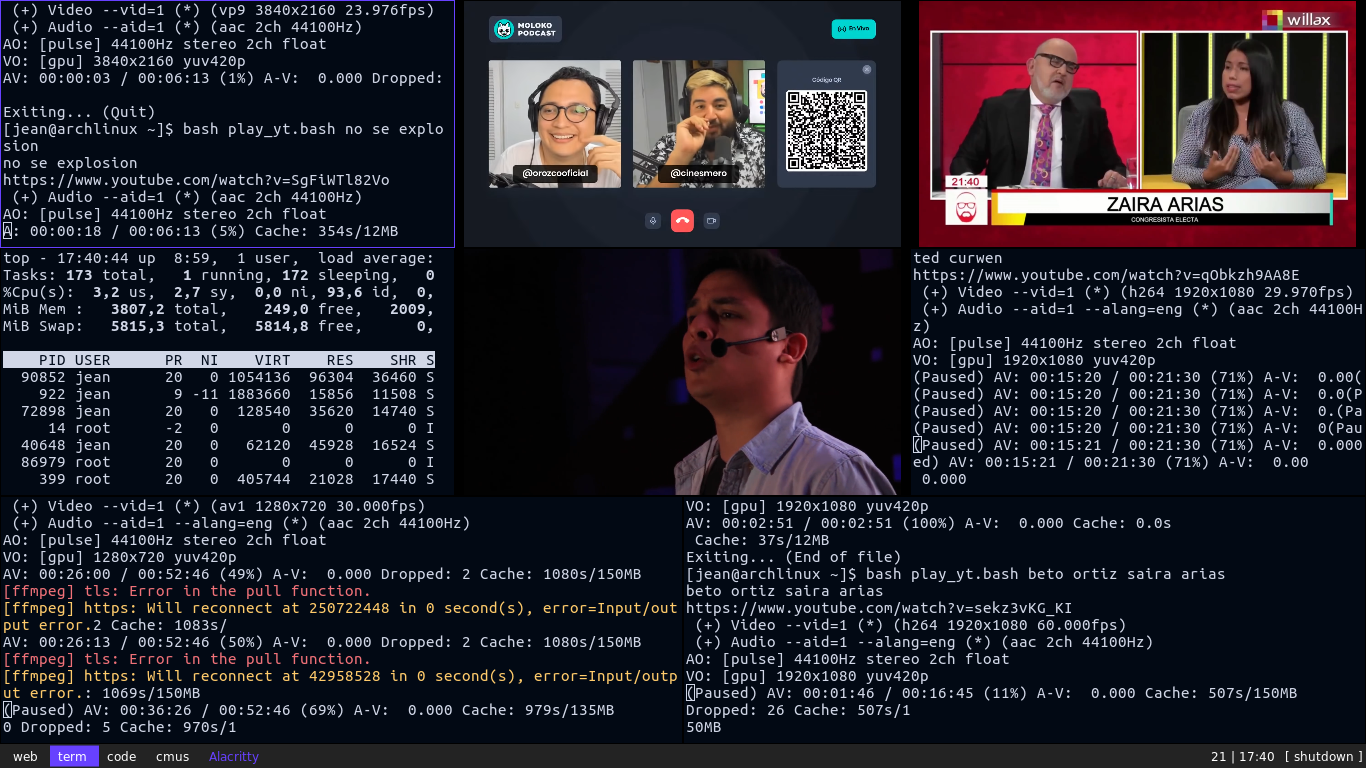 (+) Video --vid=1 (*) (vp9 3840x2160 23.976fps)
 (+) Audio --aid=1 (*) (aac 2ch 44100Hz)
AO: [pulse] 44100Hz stereo 2ch float
VO: [gpu] 3840x2160 yuv420p
AV: 00:00:03 / 00:06:13 (1%) A-V:  0.000 Dropped:
Exiting... (Quit)
[jean@archlinux ~]$ bash play_yt.bash no se explo
sion
no se explosion
https://www.youtube.com/watch?v=SgFiWTl82Vo
 (+) Audio --aid=1 (*) (aac 2ch 44100Hz)
AO: [pulse] 44100Hz stereo 2ch float
A: 00:00:18 / 00:06:13 (5%) Cache: 354s/12MB
MOLOKO
PODCAST
En Vivo
Código QR
@orozcooficial
@cinesmero
willax
21:40
ZAIRA ARIAS
CONGRESISTA ELECTA
top - 17:40:44 up  8:59,  1 user,  load average:
Tasks: 173 total,   1 running, 172 sleeping,   0
%Cpu(s):  3,2 us,  2,7 sy,  0,0 ni, 93,6 id,  0,
MiB Mem :   3807,2 total,    249,0 free,   2009,
MiB Swap:   5815,3 total,   5814,8 free,      0,
PID USER      PR  NI    VIRT    RES    SHR S
90852 jean      20   0 1054136  96304  36460 S
922 jean       9 -11 1883660  15856  11508 S
72898 jean      20   0  128540  35620  14740 S
14 root      -2   0       0      0      0 I
40648 jean      20   0   62120  45928  16524 S
86979 root      20   0       0      0      0 I
399 root      20   0  405744  21028  17440 S
ted curwen
https://www.youtube.com/watch?v=qObkzh9AA8E
 (+) Video --vid=1 (*) (h264 1920x1080 29.970fps)
 (+) Audio --aid=1 --alang=eng (*) (aac 2ch 44100H
z)
AO: [pulse] 44100Hz stereo 2ch float
VO: [gpu] 1920x1080 yuv420p
(Paused) AV: 00:15:20 / 00:21:30 (71%) A-V:  0.00(
(Paused) AV: 00:15:20 / 00:21:30 (71%) A-V:  0.0(P
(Paused) AV: 00:15:20 / 00:21:30 (71%) A-V:  0.(Pa
(Paused) AV: 00:15:20 / 00:21:30 (71%) A-V:  0(Pau
(Paused) AV: 00:15:21 / 00:21:30 (71%) A-V:  0.000
ed) AV: 00:15:21 / 00:21:30 (71%) A-V:  0.00
 0.000
 (+) Video --vid=1 (*) (av1 1280x720 30.000fps)
 (+) Audio --aid=1 --alang=eng (*) (aac 2ch 44100Hz)
AO: [pulse] 44100Hz stereo 2ch float
VO: [gpu] 1280x720 yuv420p
AV: 00:26:00 / 00:52:46 (49%) A-V:  0.000 Dropped: 2 Cache: 1080s/150MB
[ffmpeg] tls: Error in the pull function.
[ffmpeg] https: Will reconnect at 250722448 in 0 second(s), error=Input/out
put error.2 Cache: 1083s/
AV: 00:26:13 / 00:52:46 (50%) A-V:  0.000 Dropped: 2 Cache: 1080s/150MB
[ffmpeg] tls: Error in the pull function.
[ffmpeg] https: Will reconnect at 42958528 in 0 second(s), error=Input/outp
ut error.: 1069s/150MB
(Paused) AV: 00:36:26 / 00:52:46 (69%) A-V:  0.000 Cache: 979s/135MB
0 Dropped: 5 Cache: 970s/1
VO: [gpu] 1920x1080 yuv420p
AV: 00:02:51 / 00:02:51 (100%) A-V:  0.000 Cache: 0.0s
 Cache: 37s/12MB
Exiting... (End of file)
[jean@archlinux ~]$ bash play_yt.bash beto ortiz saira arias
beto ortiz saira arias
https://www.youtube.com/watch?v=sekz3vKG_KI
 (+) Video --vid=1 (*) (h264 1920x1080 60.000fps)
 (+) Audio --aid=1 --alang=eng (*) (aac 2ch 44100Hz)
AO: [pulse] 44100Hz stereo 2ch float
VO: [gpu] 1920x1080 yuv420p
(Paused) AV: 00:01:46 / 00:16:45 (11%) A-V:  0.000 Cache: 507s/150MB
Dropped: 26 Cache: 507s/1
50MB
web term code cmus Alacritty
21 | 17:40 [ shutdown ]